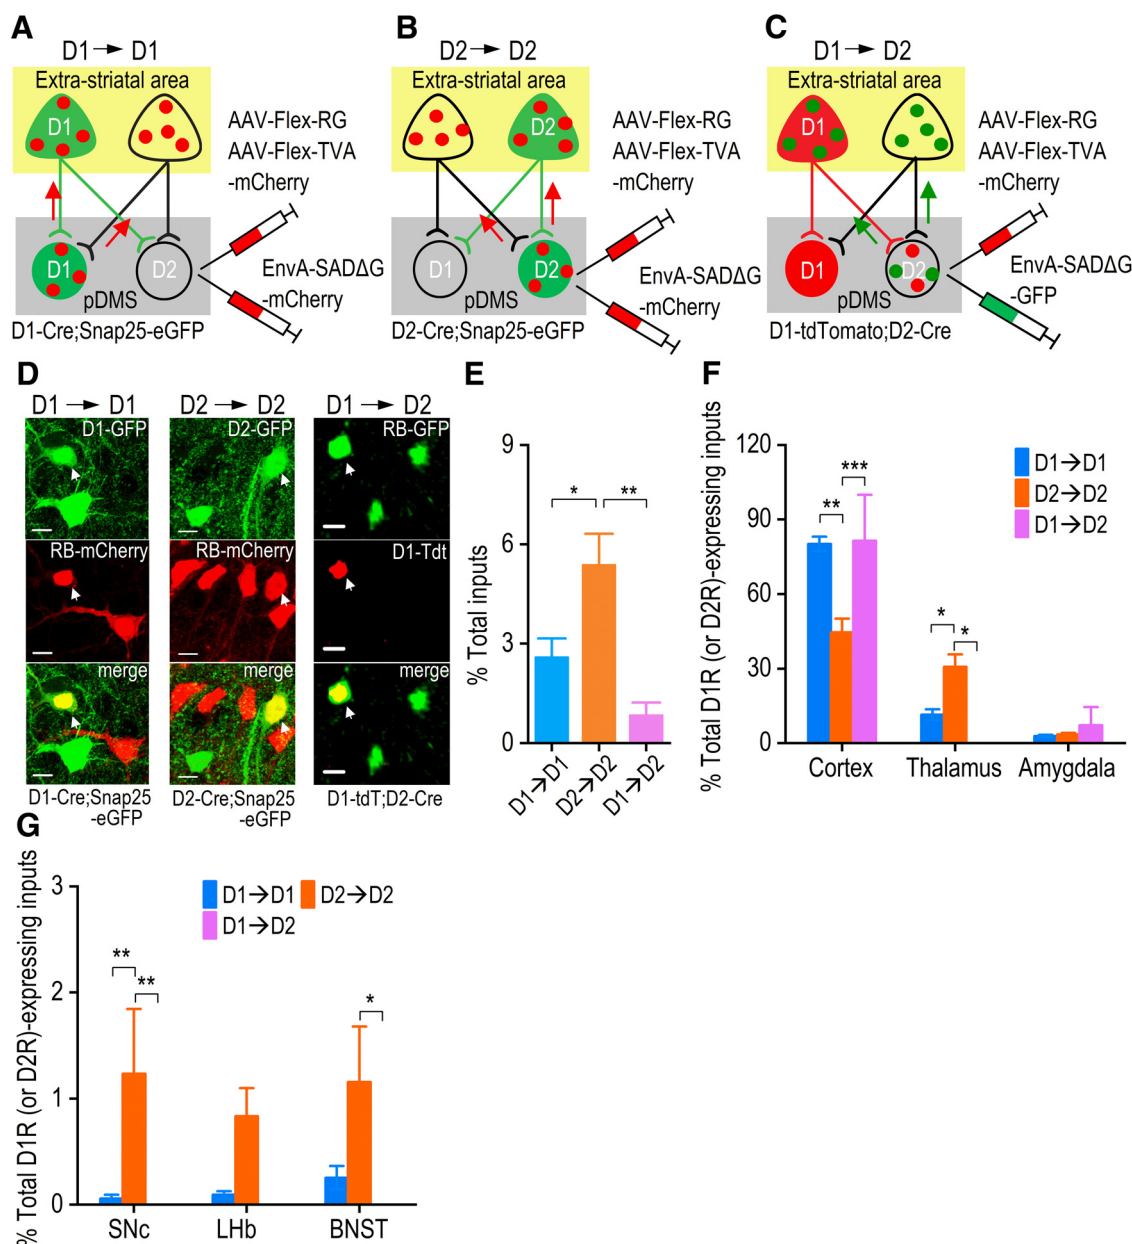 A
D1 → D1
Extra-striatal area
D1
AAV-Flex-RG
AAV-Flex-TVA
-mCherry
D1
D2
pDMS
EnvA-SADΔG
-mCherry
D1-Cre;Snap25-eGFP
B
D2 → D2
Extra-striatal area
D2
AAV-Flex-RG
AAV-Flex-TVA
-mCherry
D1
D2
pDMS
EnvA-SADΔG
-mCherry
D2-Cre;Snap25-eGFP
C
D1 → D2
Extra-striatal area
D1
AAV-Flex-RG
AAV-Flex-TVA
-mCherry
D1
D2
pDMS
EnvA-SADΔG
-GFP
D1-tdTomato;D2-Cre
D
D1 → D1
D2 → D2
D1 → D2
D1-GFP
D2-GFP
RB-GFP
RB-mCherry
RB-mCherry
D1-Tdt
merge
merge
merge
D1-Cre;Snap25
-eGFP
D2-Cre;Snap25
-eGFP
D1-tdT;D2-Cre
E
% Total inputs
9
6
3
0
*
**
D1→D1
D2→D2
D1→D2
F
% Total D1R (or D2R)-expressing inputs
120
90
60
30
0
**
***
*
*
D1→D1
D2→D2
D1→D2
Cortex
Thalamus
Amygdala
G
% Total D1R (or D2R)-expressing inputs
3
2
1
0
D1→D1
D2→D2
D1→D2
**
**
*
SNc
LHb
BNST